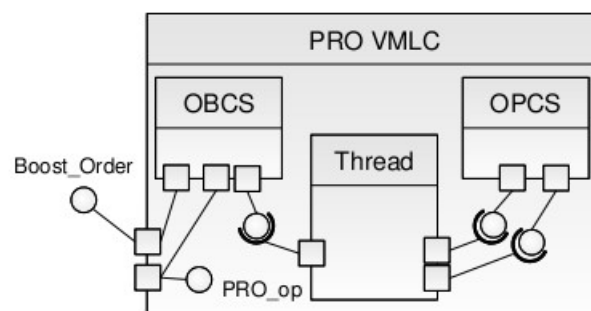 PRO VMLC
OBCS
OPCS
Thread
Boost_Order
PRO_op